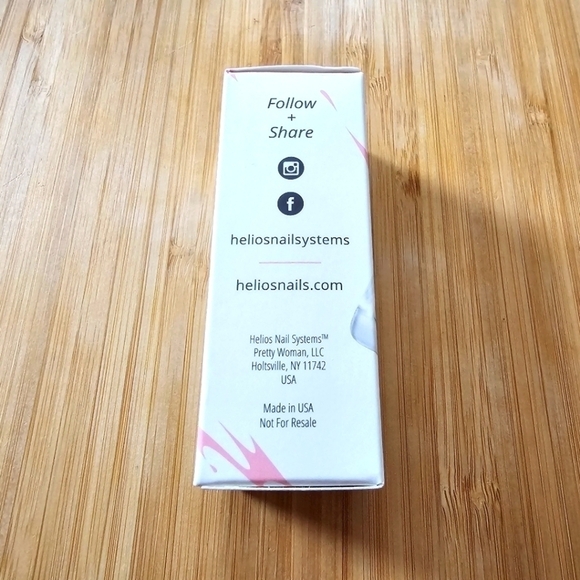 Follow
+
Share
f
heliosnailsystems
heliosnails.com
Helios Nail Systems™
Pretty Woman, LLC
Holtsville, NY 11742
USA
Made in USA
Not For Resale